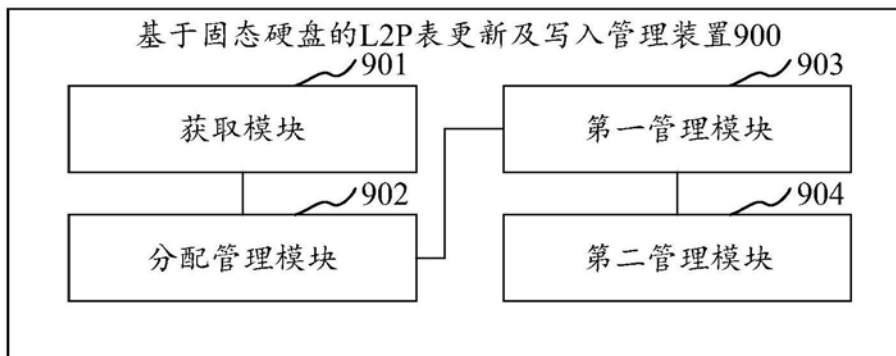 基于固态硬盘的L2P表更新及写入管理装置900
901
获取模块
902
分配管理模块
903
第一管理模块
904
第二管理模块